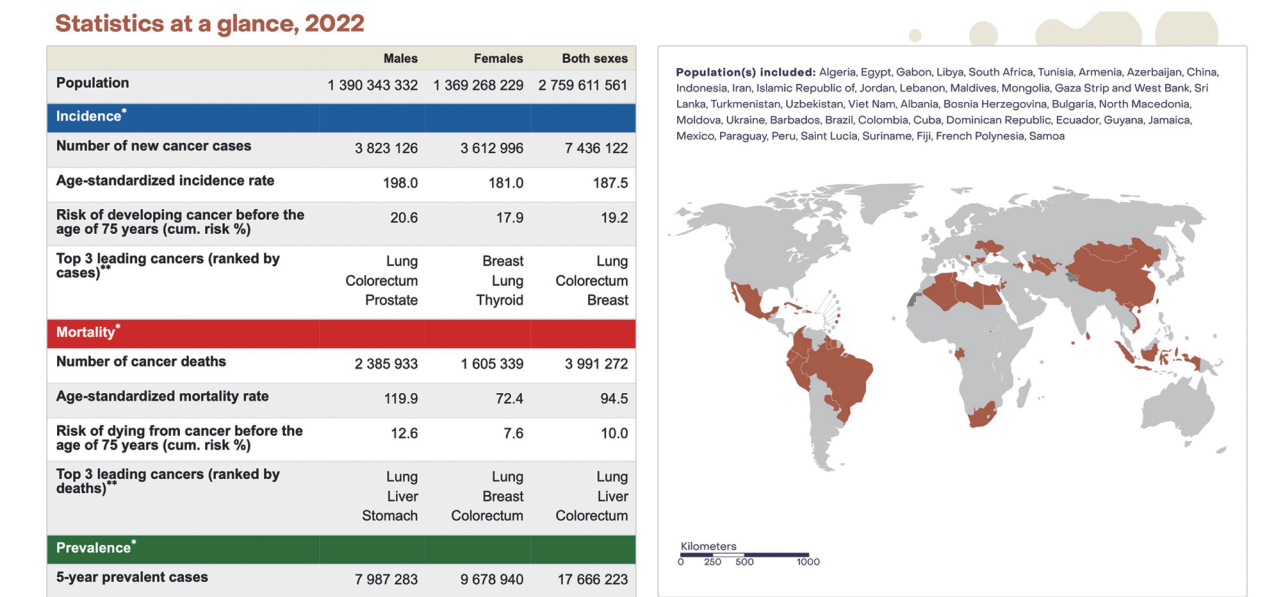 Statistics at a glance, 2022
Males Females Both sexes
Population 1 390 343 332 1 369 268 229 2 759 611 561
Incidence*
Number of new cancer cases 3 823 126 3 612 996 7 436 122
Age-standardized incidence rate 198.0 181.0 187.5
Risk of developing cancer before the
age of 75 years (cum. risk %) 20.6 17.9 19.2
Top 3 leading cancers (ranked by
cases)**
Lung Breast Lung
Colorectum Lung Colorectum
Prostate Thyroid Breast
Mortality*
Number of cancer deaths 2 385 933 1 605 339 3 991 272
Age-standardized mortality rate 119.9 72.4 94.5
Risk of dying from cancer before the
age of 75 years (cum. risk %) 12.6 7.6 10.0
Top 3 leading cancers (ranked by
deaths)**
Lung Lung Lung
Liver Breast Liver
Stomach Colorectum Colorectum
Prevalence*
5-year prevalent cases 7 987 283 9 678 940 17 666 223
Population(s) included: Algeria, Egypt, Gabon, Libya, South Africa, Tunisia, Armenia, Azerbaijan, China,
Indonesia, Iran, Islamic Republic of, Jordan, Lebanon, Maldives, Mongolia, Gaza Strip and West Bank, Sri
Lanka, Turkmenistan, Uzbekistan, Viet Nam, Albania, Bosnia Herzegovina, Bulgaria, North Macedonia,
Moldova, Ukraine, Barbados, Brazil, Colombia, Cuba, Dominican Republic, Ecuador, Guyana, Jamaica,
Mexico, Paraguay, Peru, Saint Lucia, Suriname, Fiji, French Polynesia, Samoa
Kilometers
0 250 500 1000